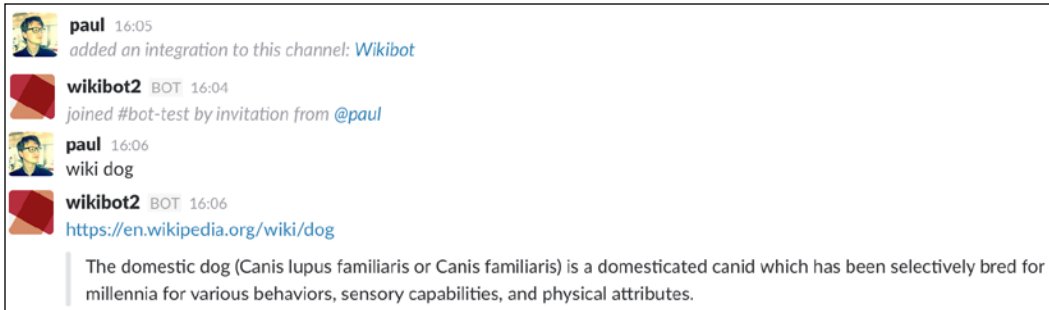 paul 16:05
added an integration to this channel: Wikibot
wikibot2 BOT 16:04
joined #bot-test by invitation from @paul
paul 16:06
wiki dog
wikibot2 BOT 16:06
https://en.wikipedia.org/wiki/dog
The domestic dog (Canis lupus familiaris or Canis familiaris) is a domesticated canid which has been selectively bred for
millennia for various behaviors, sensory capabilities, and physical attributes.